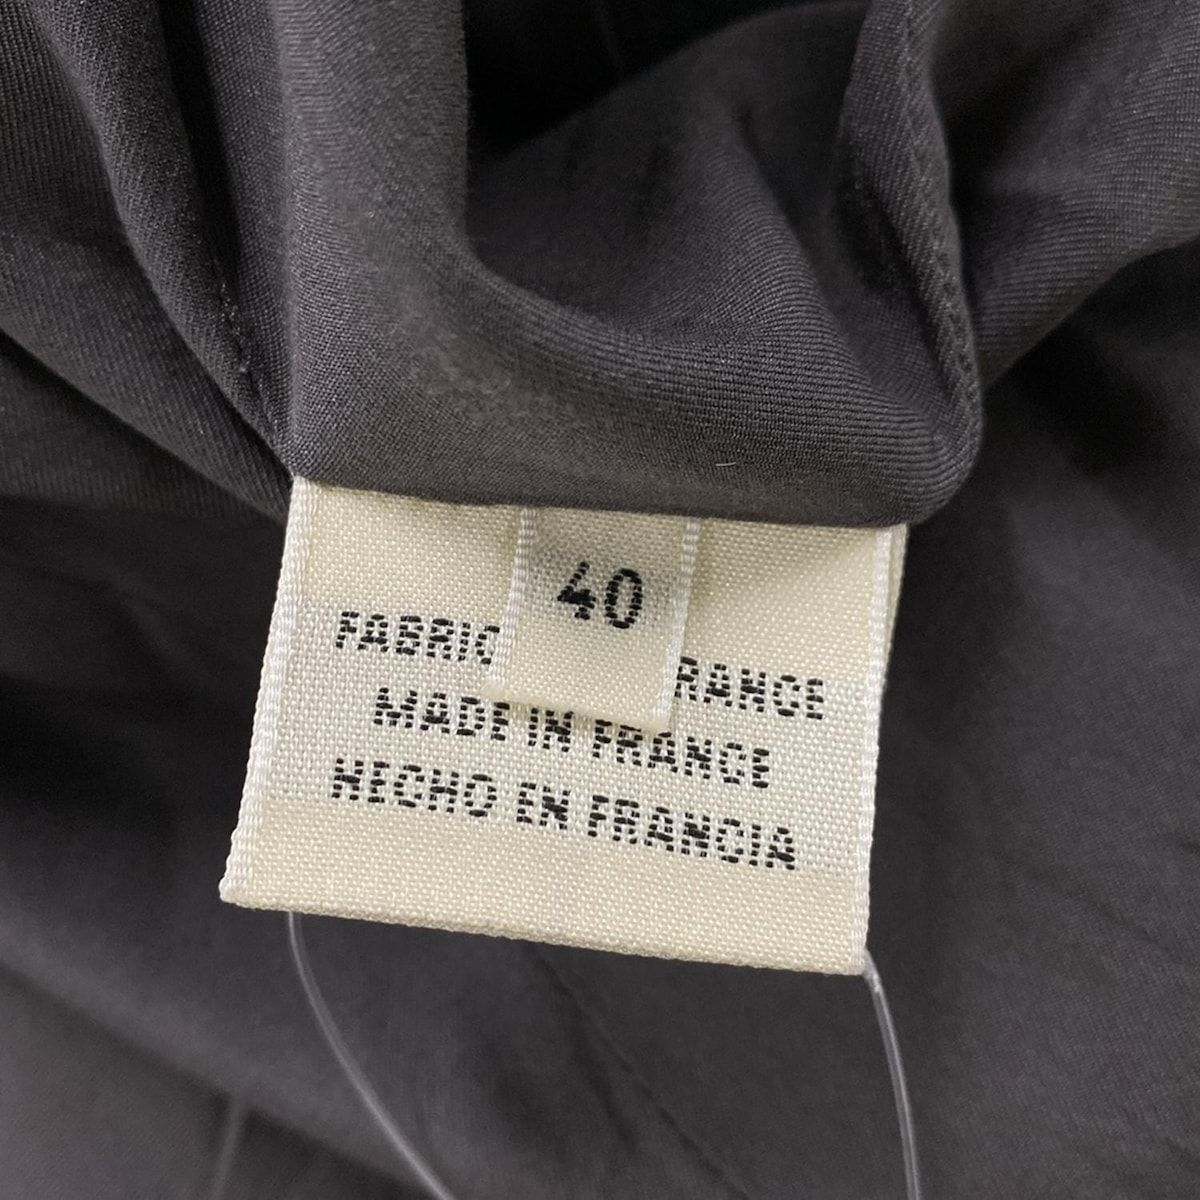 40
FABRIC RANCE
MADE IN FRANCE
HECHO EN FRANCIA